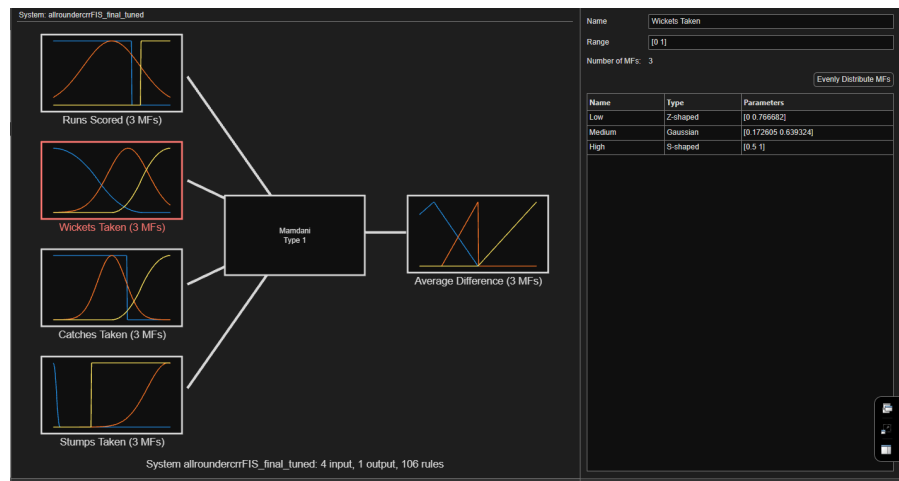 System: allroundercrrFIS_final_tuned
Runs Scored (3 MFs)
Wickets Taken (3 MFs)
Catches Taken (3 MFs)
Stumps Taken (3 MFs)
Mamdani
Type 1
Average Difference (3 MFs)
System allroundercrrFIS_final_tuned: 4 input, 1 output, 106 rules
Name Wickets Taken
Range [0 1]
Number of MFs: 3
Evenly Distribute MFs
Name Type Parameters
Low Z-shaped [0 0.766682]
Medium Gaussian [0.172605 0.639324]
High S-shaped [0.5 1]